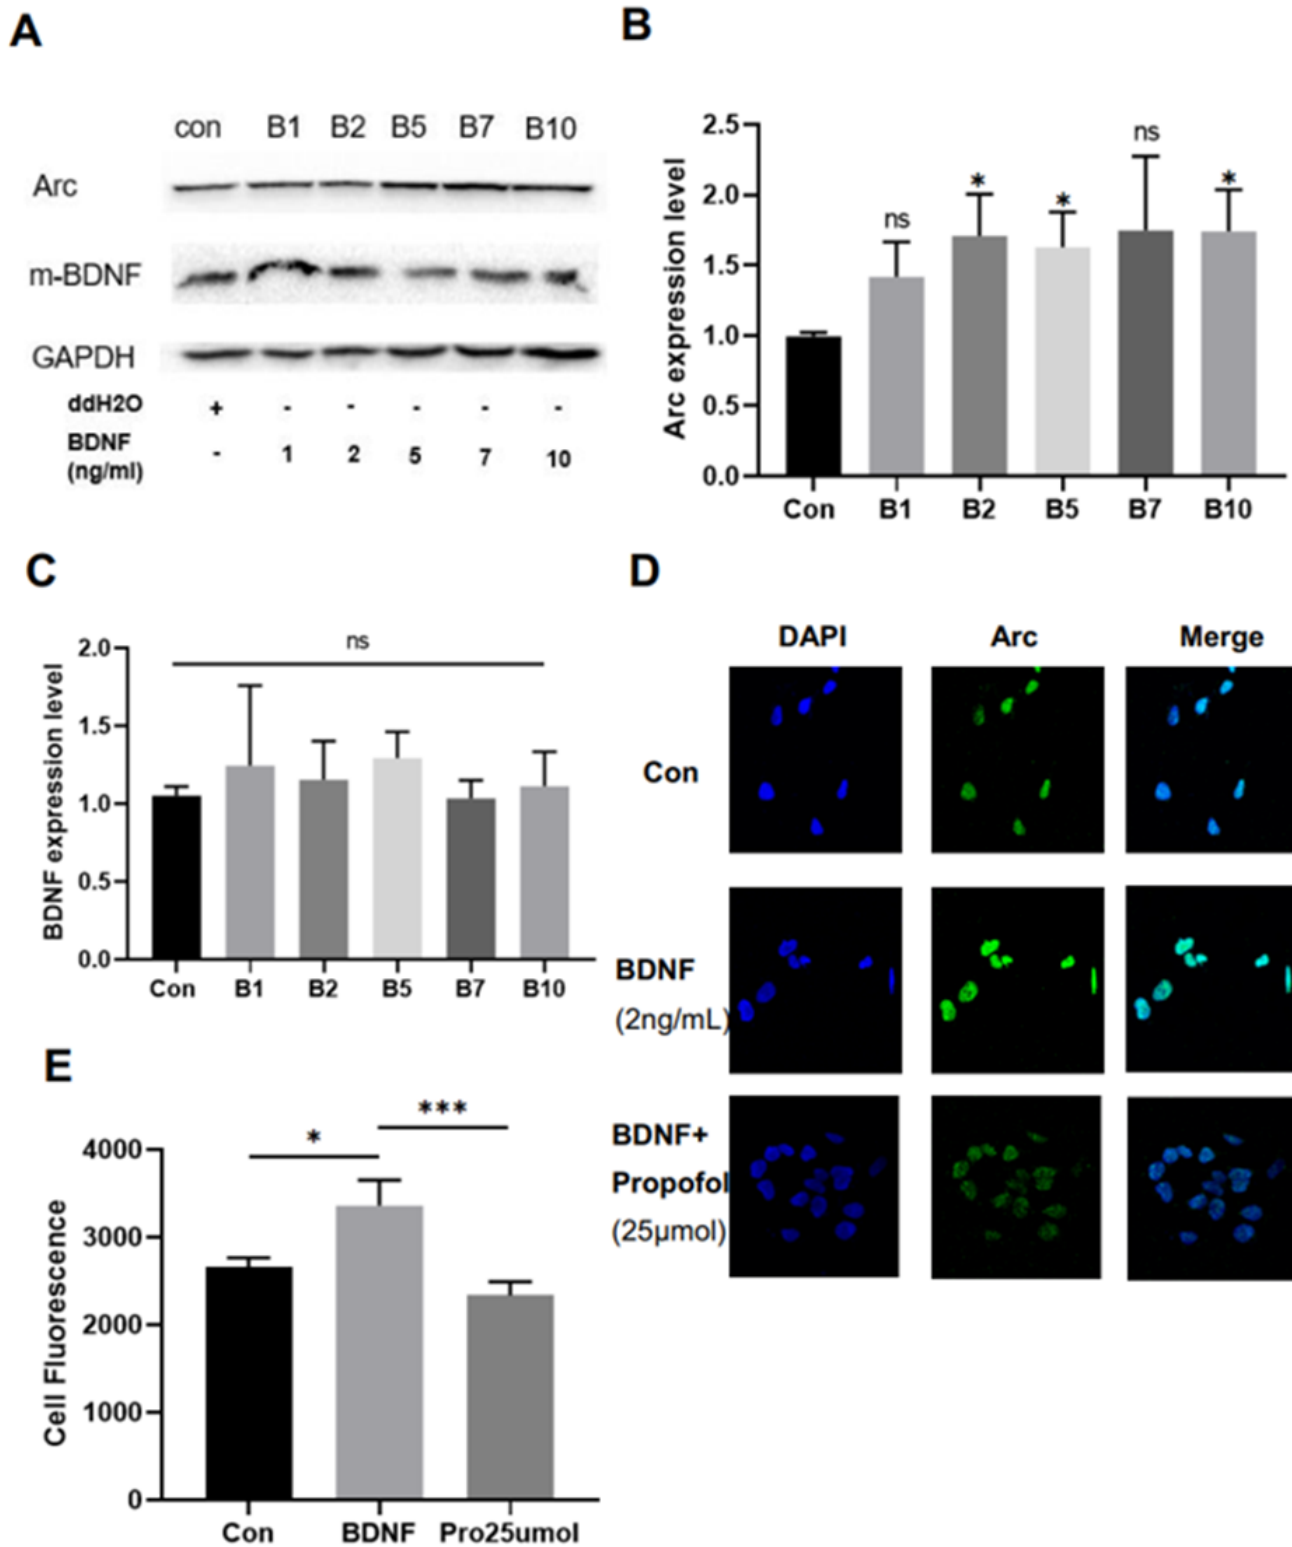 A
con B1 B2 B5 B7 B10
Arc
m-BDNF
GAPDH
ddH2O + - - - - -
BDNF
(ng/ml) - 1 2 5 7 10
B
Arc expression level
2.5
2.0
1.5
1.0
0.5
0.0
ns * * ns *
Con B1 B2 B5 B7 B10
C
BDNF expression level
2.0
1.5
1.0
0.5
0.0
ns
Con B1 B2 B5 B7 B10
D
DAPI Arc Merge
Con
BDNF
(2ng/mL)
BDNF+
Propofol
(25μmol)
E
Cell Fluorescence
4000
3000
2000
1000
0
* ***
Con BDNF Pro25umol